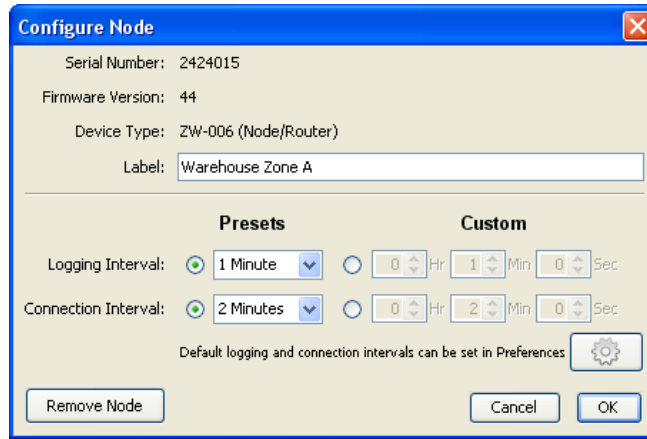 Configure Node
Serial Number: 2424015
Firmware Version: 44
Device Type: ZW-006 (Node/Router)
Label: Warehouse Zone A
Presets Custom
Logging Interval: 1 Minute 0 Hr 1 Min 0 Sec
Connection Interval: 2 Minutes 0 Hr 2 Min 0 Sec
Default logging and connection intervals can be set in Preferences
Remove Node Cancel OK